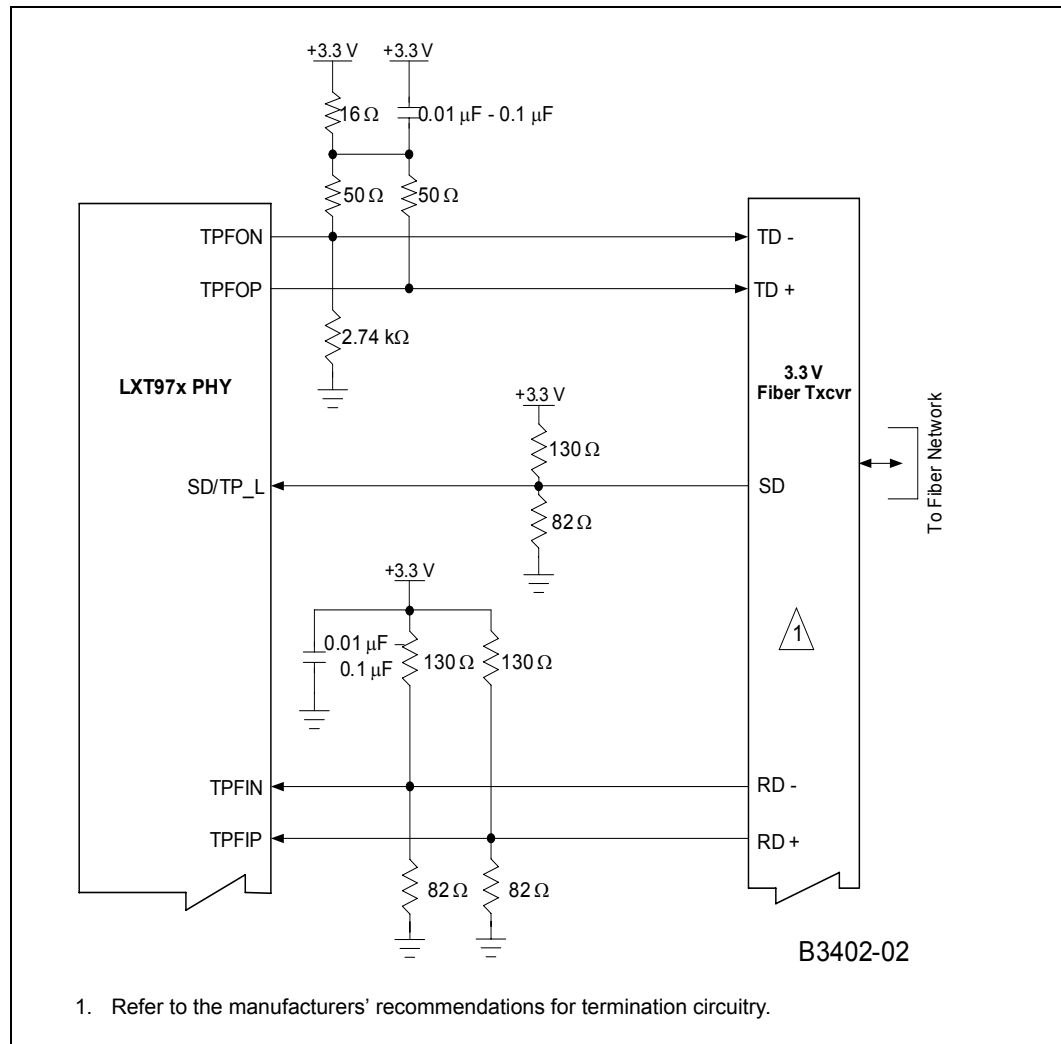 +3.3 V
+3.3 V
16 Ω
0.01 μF - 0.1 μF
50 Ω
50 Ω
TPFON
TD -
TPFOP
TD +
2.74 kΩ
LXT97x PHY
3.3 V
Fiber Txcvr
+3.3 V
130 Ω
SD/TP_L
SD
82 Ω
To Fiber Network
+3.3 V
0.01 μF –
0.1 μF
130 Ω
130 Ω
1
TPFIN
RD -
TPFIP
RD +
82 Ω
82 Ω
B3402-02
1. Refer to the manufacturers’ recommendations for termination circuitry.